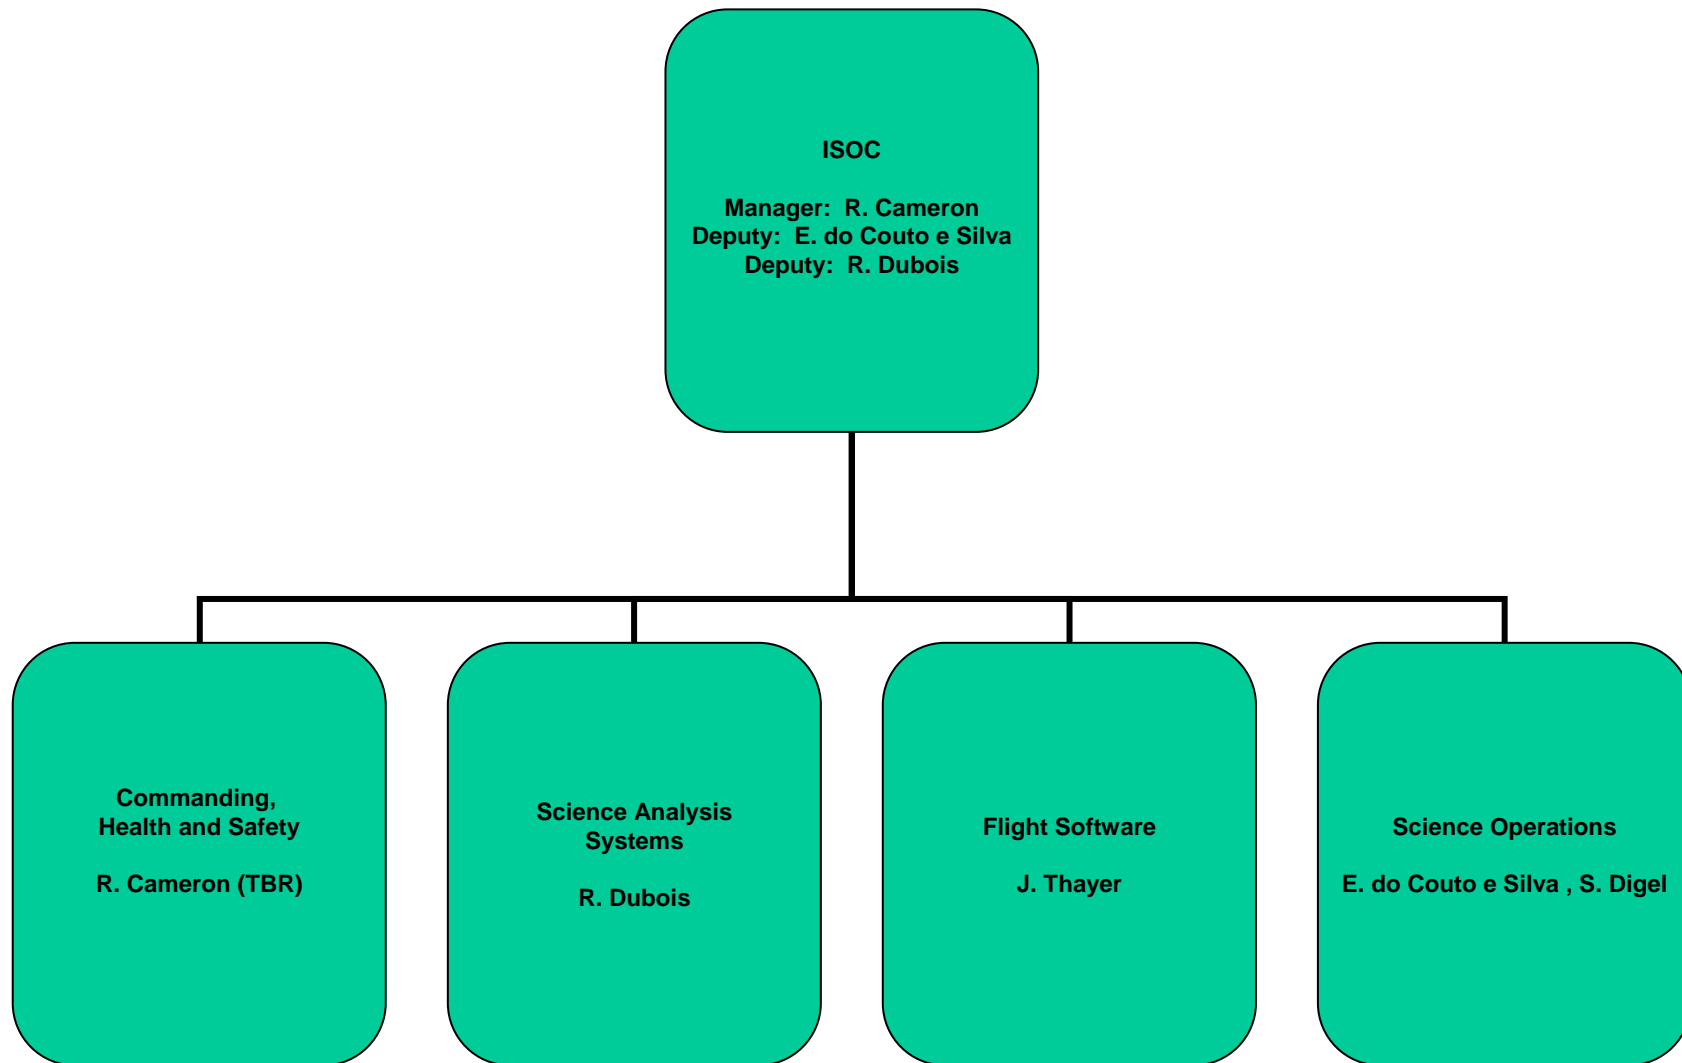 ISOC
Manager:  R. Cameron
Deputy:  E. do Couto e Silva
Deputy:  R. Dubois
Commanding,
Health and Safety
R. Cameron (TBR)
Science Analysis
Systems
R. Dubois
Flight Software
J. Thayer
Science Operations
E. do Couto e Silva , S. Digel